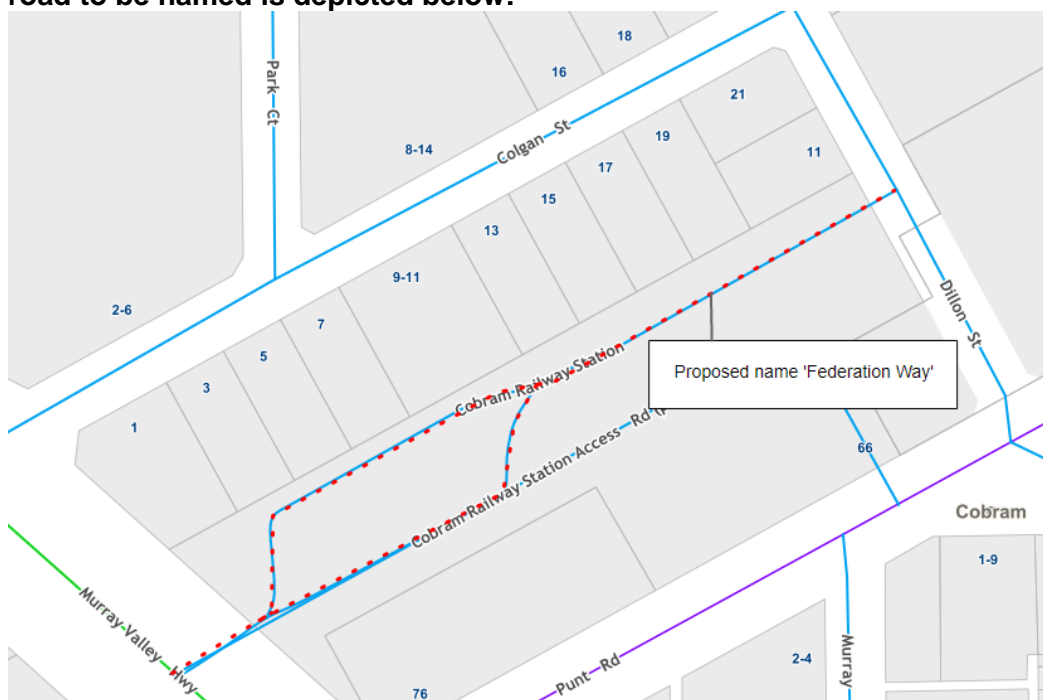 road to be named is depicted below:
18
16
Park Ct
21
8-14
Colgan St
19
11
17
15
13
9-11
2-6
7
Dillon St
5
3
Cobram Railway Station
Proposed name 'Federation Way'
1
Cobram Railway Station Access Rd
66
Cobram
1-9
Murray Valley Hwy
Punt Rd
2-4
Murray
76